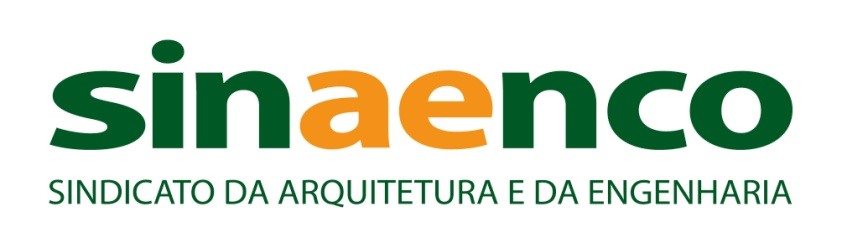 sinaenco
SINDICATO DA ARQUITETURA E DA ENGENHARIA